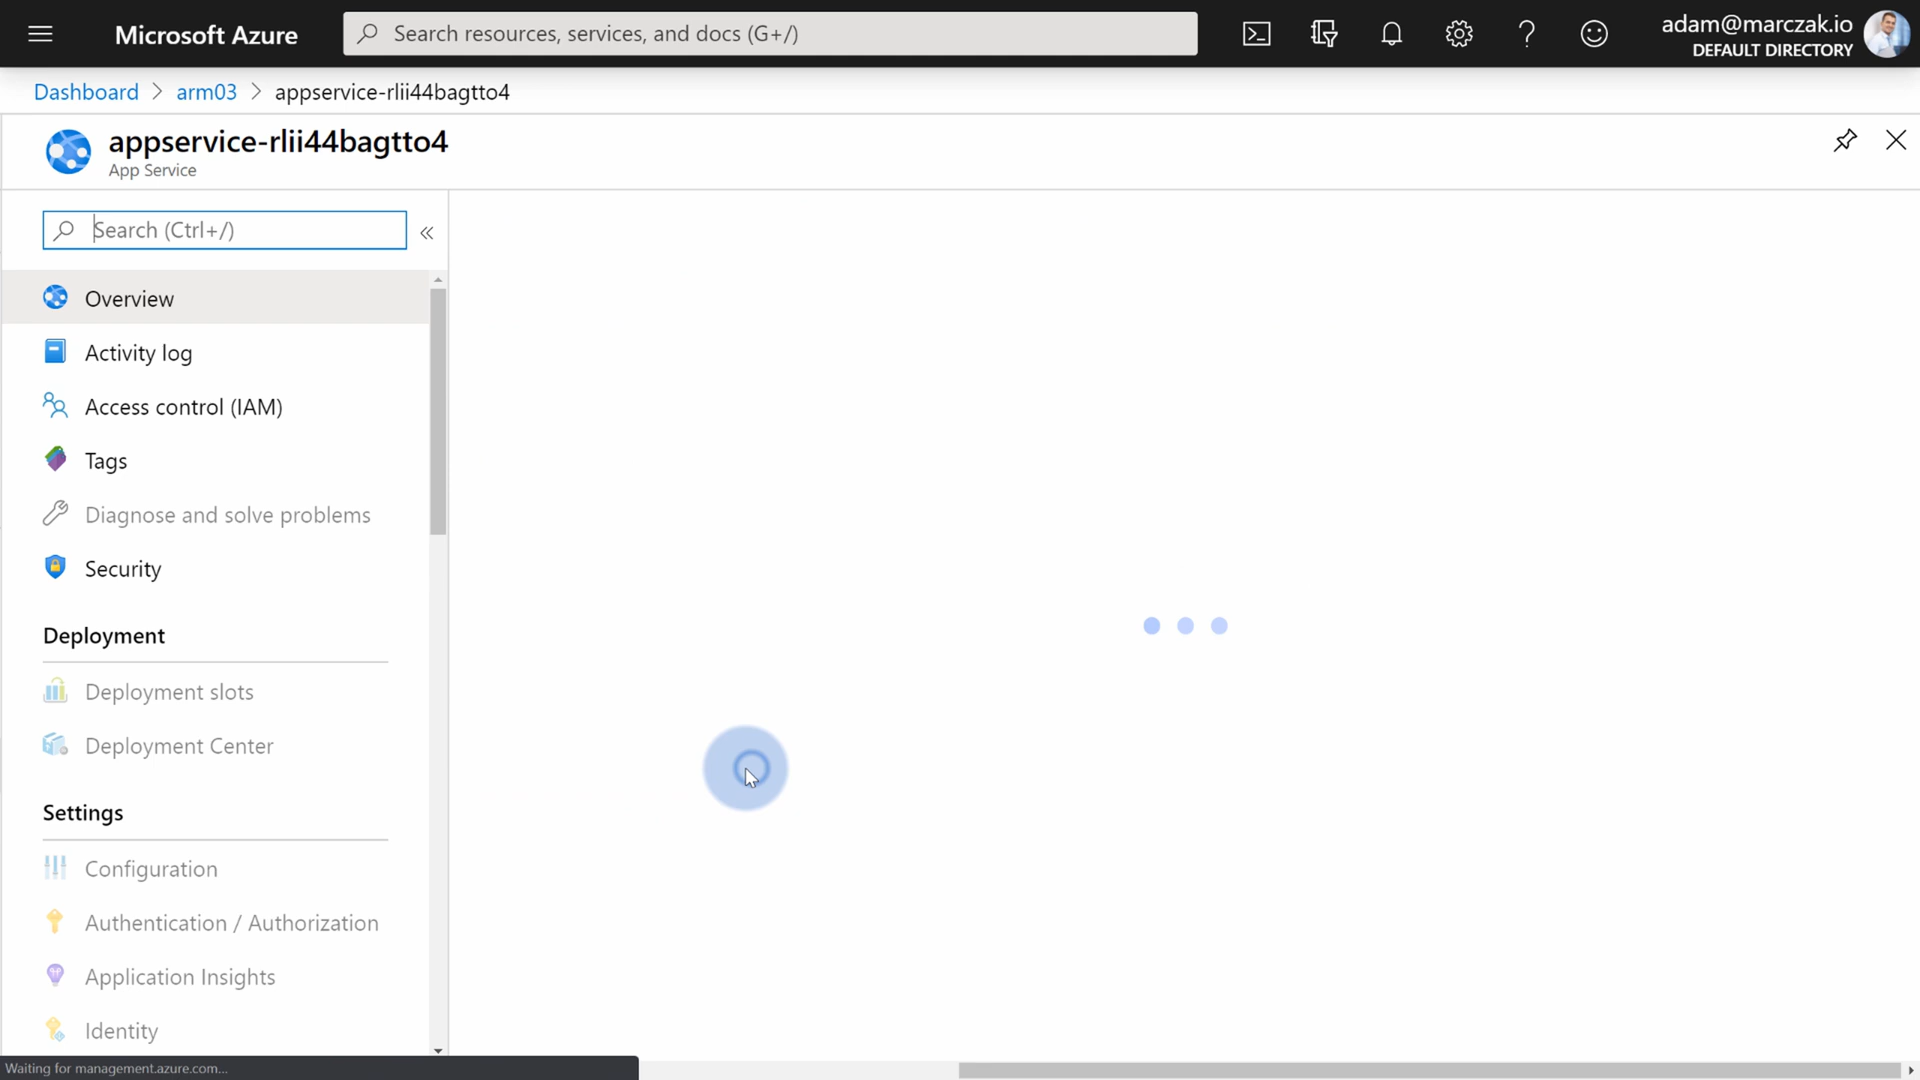 Microsoft Azure
Search resources, services, and docs (G+/)
adam@marczak.io
DEFAULT DIRECTORY
Dashboard > arm03 > appservice-rlii44bagtto4
appservice-rlii44bagtto4
App Service
Search (Ctrl+/)
Overview
Activity log
Access control (IAM)
Tags
Diagnose and solve problems
Security
Deployment
Deployment slots
Deployment Center
Settings
Configuration
Authentication / Authorization
Application Insights
Identity
Waiting for management.azure.com...